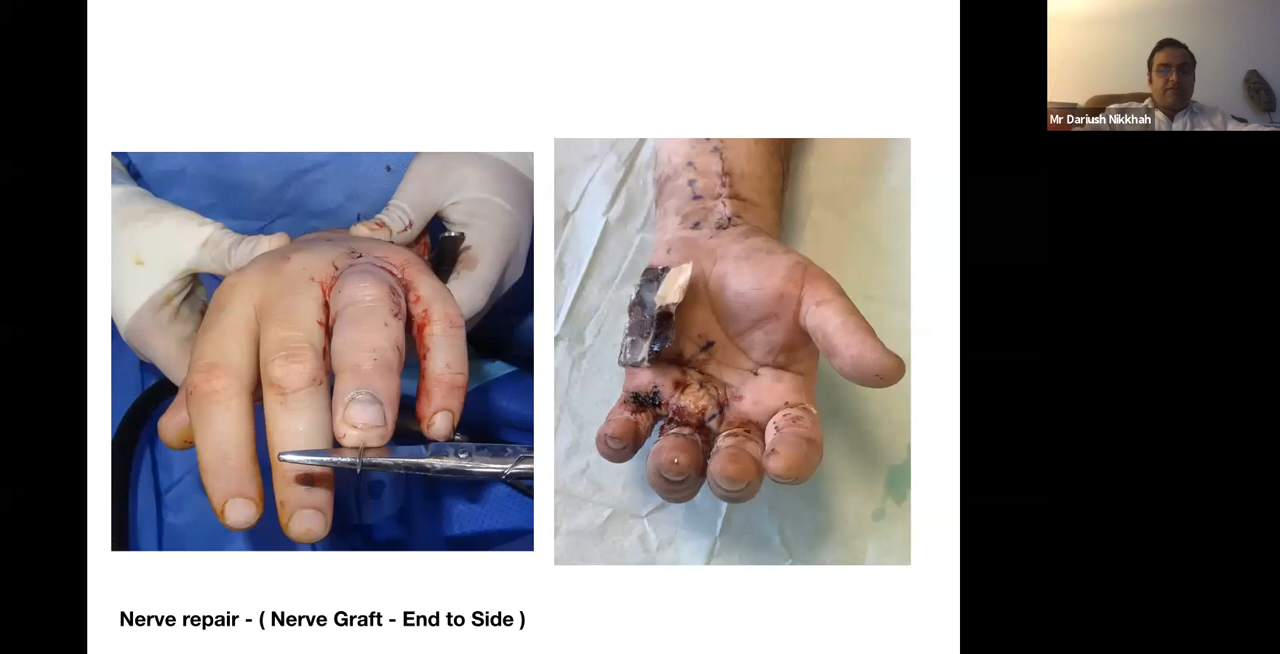 Mr Dariush Nikkhah
Nerve repair - ( Nerve Graft - End to Side )